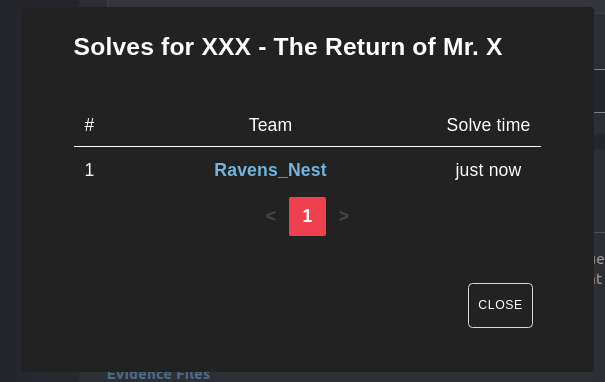 Solves for XXX - The Return of Mr. X
# Team Solve time
1 Ravens_Nest just now
< 1 >
CLOSE
Evidence Files